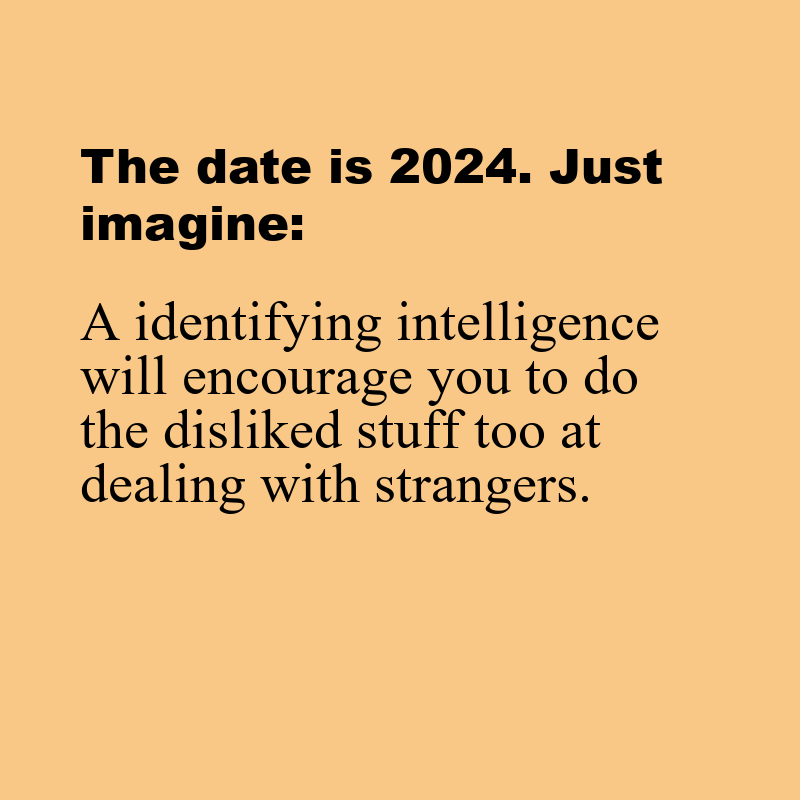 The date is 2024. Just
imagine:
A identifying intelligence
will encourage you to do
the disliked stuff too at
dealing with strangers.